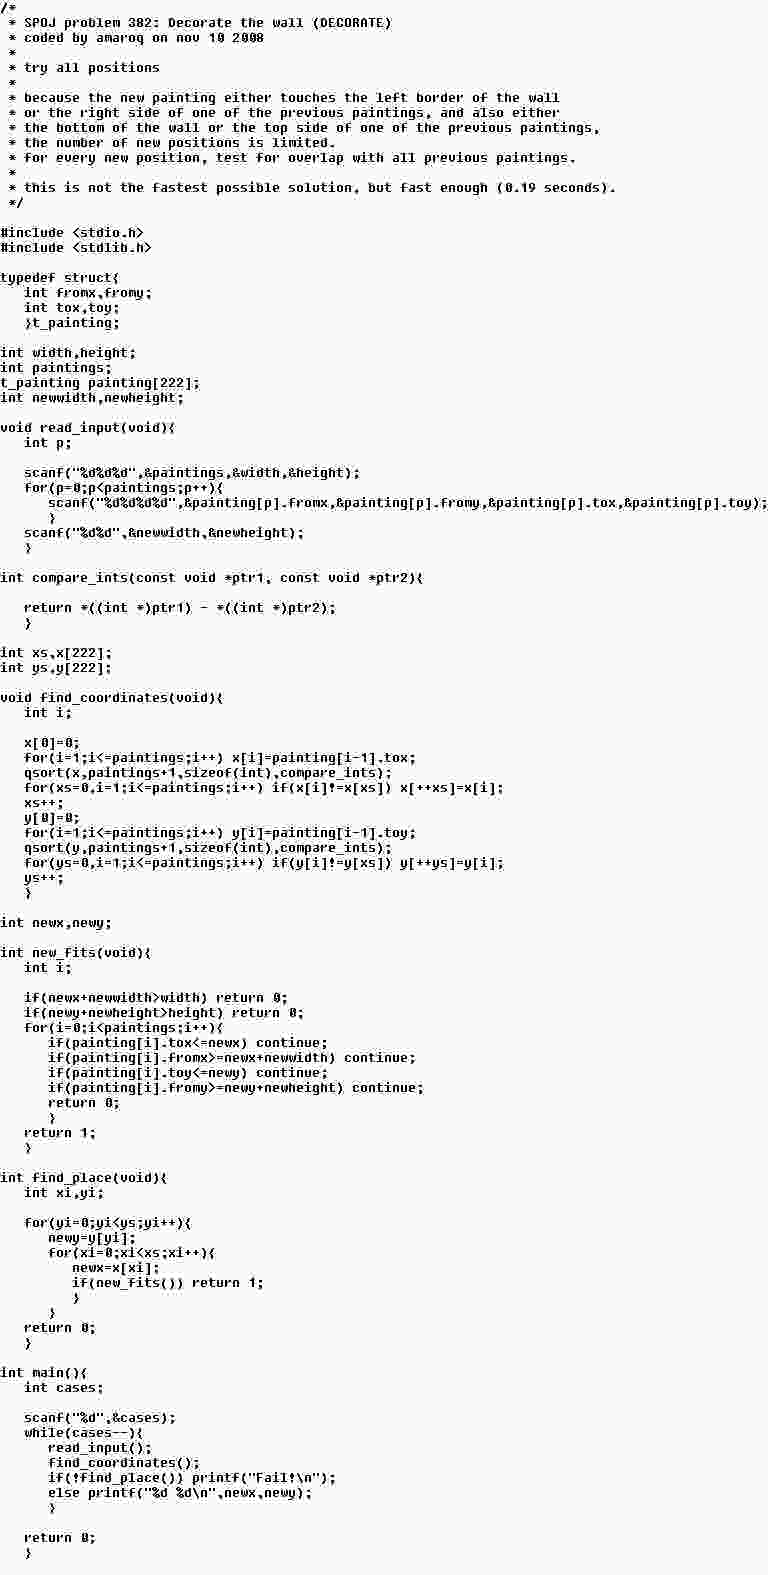 /*
 * SPOJ problem 382: Decorate the wall (DECORATE)
 * coded by amaroq on nov 10 2008
 *
 * try all positions
 *
 * because the new painting either touches the left border of the wall
 * or the right side of one of the previous paintings, and also either
 * the bottom of the wall or the top side of one of the previous paintings,
 * the number of new positions is limited.
 * for every new position, test for overlap with all previous paintings.
 *
 * this is not the fastest possible solution, but fast enough (0.19 seconds).
 */

#include <stdio.h>
#include <stdlib.h>

typedef struct{
   int fromx,fromy;
   int tox,toy;
   }t_painting;

int width,height;
int paintings;
t_painting painting[222];
int newwidth,newheight;

void read_input(void){
   int p;

   scanf("%d%d%d",&paintings,&width,&height);
   for(p=0;p<paintings;p++){
      scanf("%d%d%d%d",&painting[p].fromx,&painting[p].fromy,&painting[p].tox,&painting[p].toy);
      }
   scanf("%d%d",&newwidth,&newheight);
   }

int compare_ints(const void *ptr1, const void *ptr2){

   return *((int *)ptr1) - *((int *)ptr2);
   }

int xs,x[222];
int ys,y[222];

void find_coordinates(void){
   int i;

   x[0]=0;
   for(i=1;i<=paintings;i++) x[i]=painting[i-1].tox;
   qsort(x,paintings+1,sizeof(int),compare_ints);
   for(xs=0,i=1;i<=paintings;i++) if(x[i]!=x[xs]) x[++xs]=x[i];
   xs++;
   y[0]=0;
   for(i=1;i<=paintings;i++) y[i]=painting[i-1].toy;
   qsort(y,paintings+1,sizeof(int),compare_ints);
   for(ys=0,i=1;i<=paintings;i++) if(y[i]!=y[xs]) y[++ys]=y[i];
   ys++;
   }

int newx,newy;

int new_fits(void){
   int i;

   if(newx+newwidth>width) return 0;
   if(newy+newheight>height) return 0;
   for(i=0;i<paintings;i++){
      if(painting[i].tox<=newx) continue;
      if(painting[i].fromx>=newx+newwidth) continue;
      if(painting[i].toy<=newy) continue;
      if(painting[i].fromy>=newy+newheight) continue;
      return 0;
      }
   return 1;
   }

int find_place(void){
   int xi,yi;

   for(yi=0;yi<ys;yi++){
      newy=y[yi];
      for(xi=0;xi<xs;xi++){
         newx=x[xi];
         if(new_fits()) return 1;
         }
      }
   return 0;
   }

int main(){
   int cases;

   scanf("%d",&cases);
   while(cases--){
      read_input();
      find_coordinates();
      if(!find_place()) printf("Fail!\n");
      else printf("%d %d\n",newx,newy);
      }

   return 0;
   }